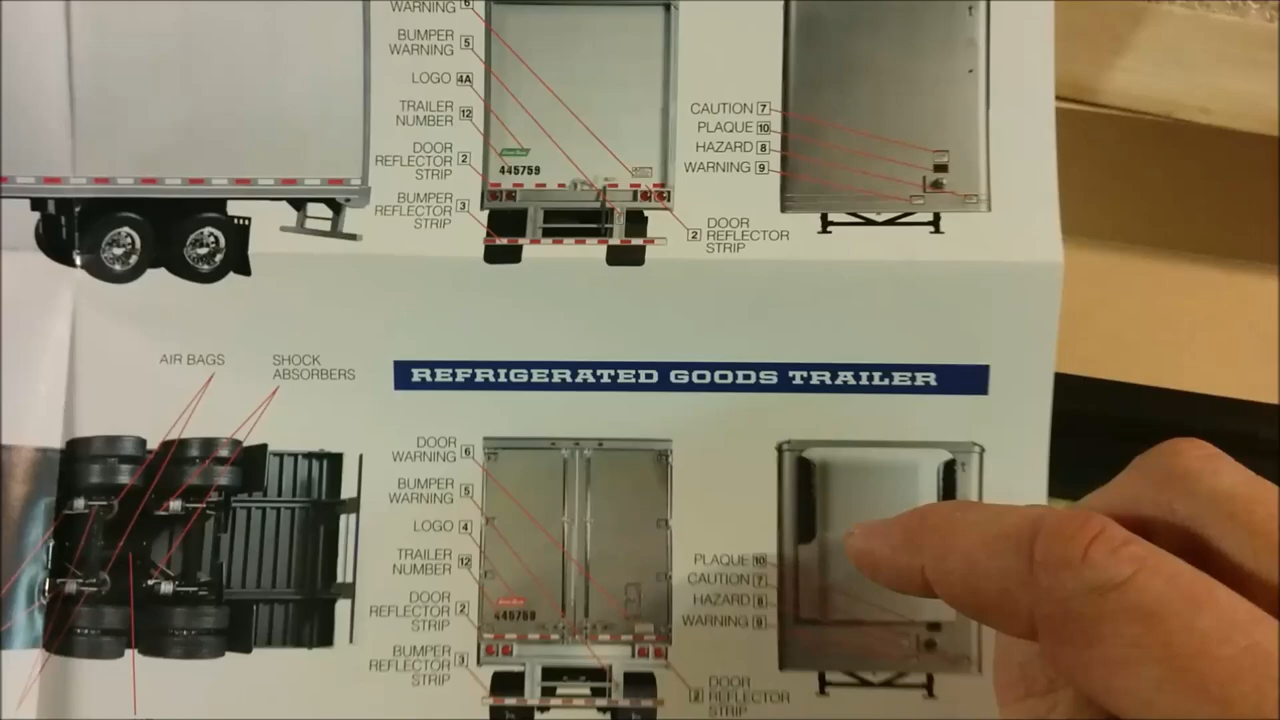 WARNING 6
BUMPER
WARNING 5
LOGO 4A
TRAILER
NUMBER 12
DOOR
REFLECTOR 2
STRIP
BUMPER
REFLECTOR 3
STRIP
445759
2 DOOR
REFLECTOR
STRIP
CAUTION 7
PLAQUE 10
HAZARD 8
WARNING 9
AIR BAGS
SHOCK
ABSORBERS
REFRIGERATED GOODS TRAILER
DOOR
WARNING 6
BUMPER
WARNING 5
LOGO 4
TRAILER
NUMBER 12
DOOR
REFLECTOR 2
STRIP
BUMPER
REFLECTOR 3
STRIP
445759
2 DOOR
REFLECTOR
STRIP
PLAQUE 10
CAUTION 7
HAZARD 8
WARNING 9